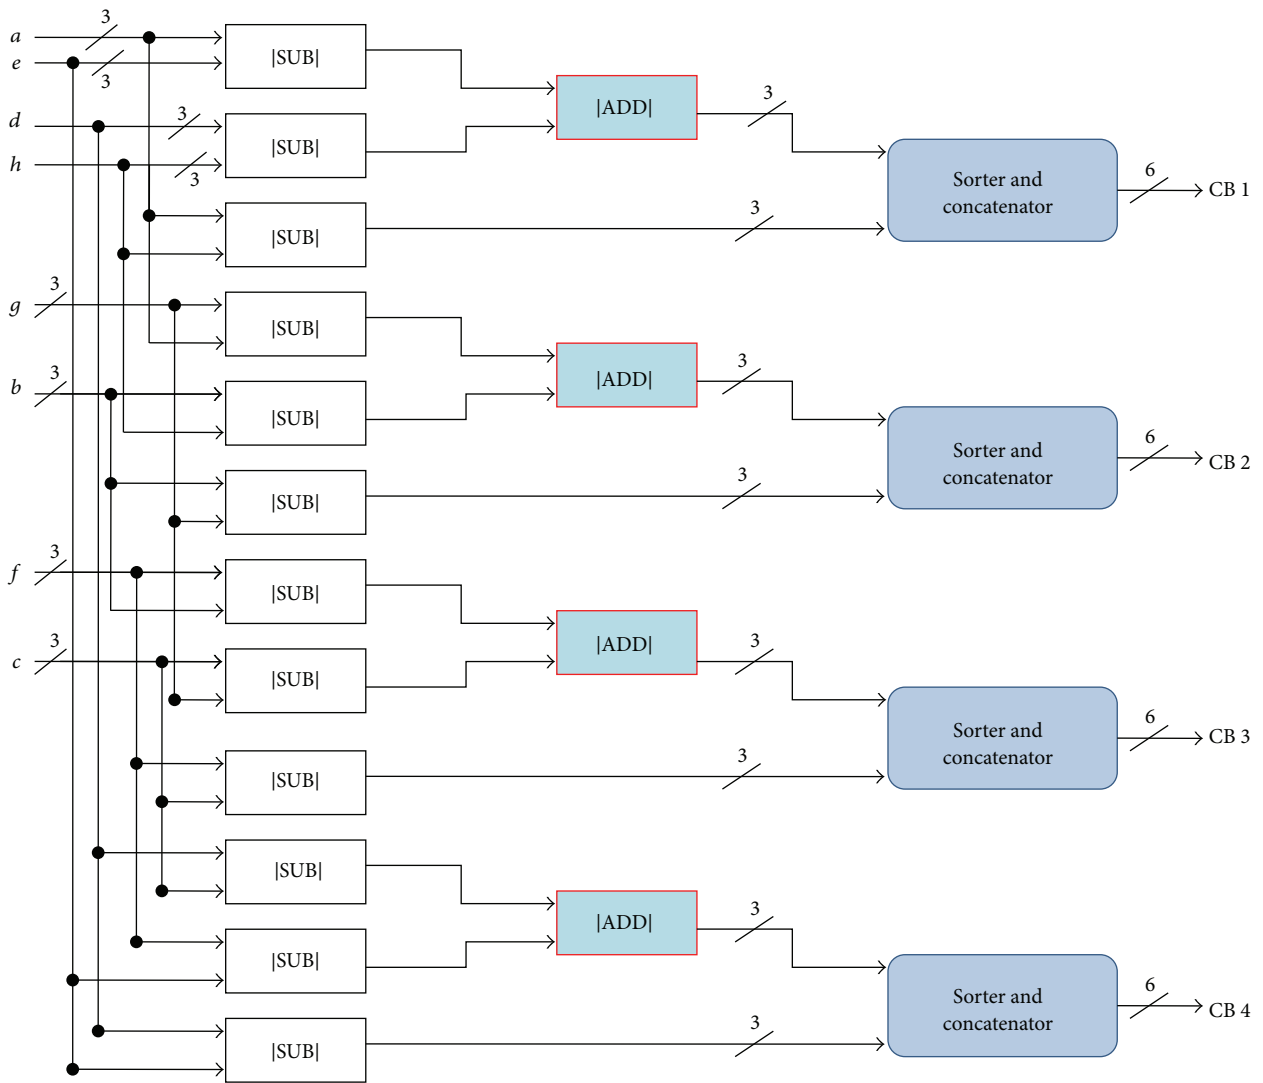 a
3
e
3
|SUB|
d
3
h
3
|SUB|
|ADD|
3
|SUB|
3
Sorter and
concatenator
6
CB 1
g
3
|SUB|
b
3
|SUB|
|ADD|
3
|SUB|
3
Sorter and
concatenator
6
CB 2
f
3
|SUB|
c
3
|SUB|
|ADD|
3
|SUB|
3
Sorter and
concatenator
6
CB 3
|SUB|
|SUB|
|ADD|
3
|SUB|
3
Sorter and
concatenator
6
CB 4